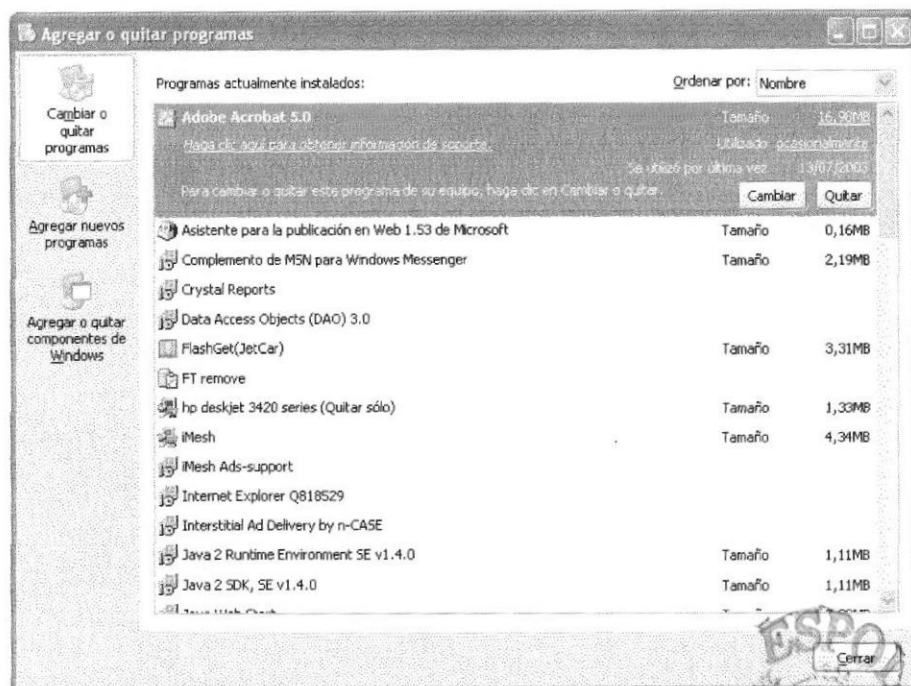 Agregar o quitar programas
Cambiar o
quitar
programas
Agregar nuevos
programas
Agregar o quitar
componentes de
Windows
Programas actualmente instalados:
Ordenar por: Nombre
Adobe Acrobat 5.0 Tamaño 16,98MB
Haga clic aquí para obtener información de soporte. Utilizado ocasionalmente
Se utilizó por última vez 13/07/2003
Para cambiar o quitar este programa de su equipo, haga clic en Cambiar o quitar. Cambiar Quitar
Asistente para la publicación en Web 1.53 de Microsoft Tamaño 0,16MB
Complemento de MSN para Windows Messenger Tamaño 2,19MB
Crystal Reports
Data Access Objects (DAO) 3.0
FlashGet(JetCar) Tamaño 3,31MB
FT remove
hp deskjet 3420 series (Quitar sólo) Tamaño 1,33MB
iMesh Tamaño 4,34MB
iMesh Ads-support
Internet Explorer Q818529
Interstitial Ad Delivery by n-CASE
Java 2 Runtime Environment SE v1.4.0 Tamaño 1,11MB
Java 2 SDK, SE v1.4.0 Tamaño 1,11MB
ESPOL
Cerrar